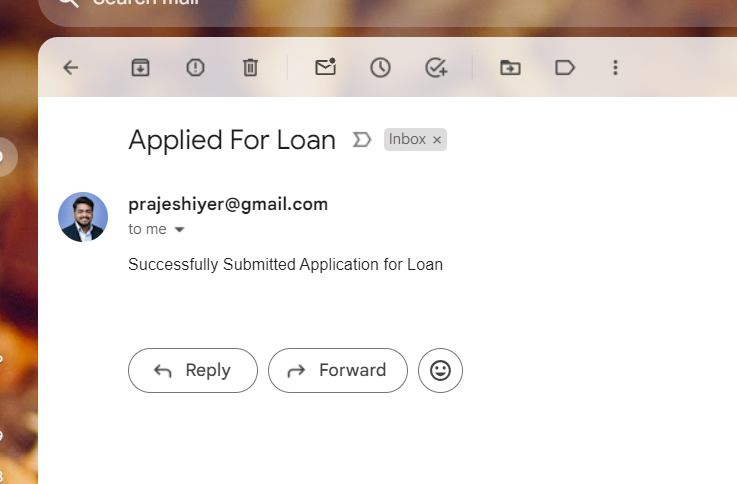 Search mail
Applied For Loan
Inbox ×
prajeshiyer@gmail.com
to me
Successfully Submitted Application for Loan
Reply
Forward